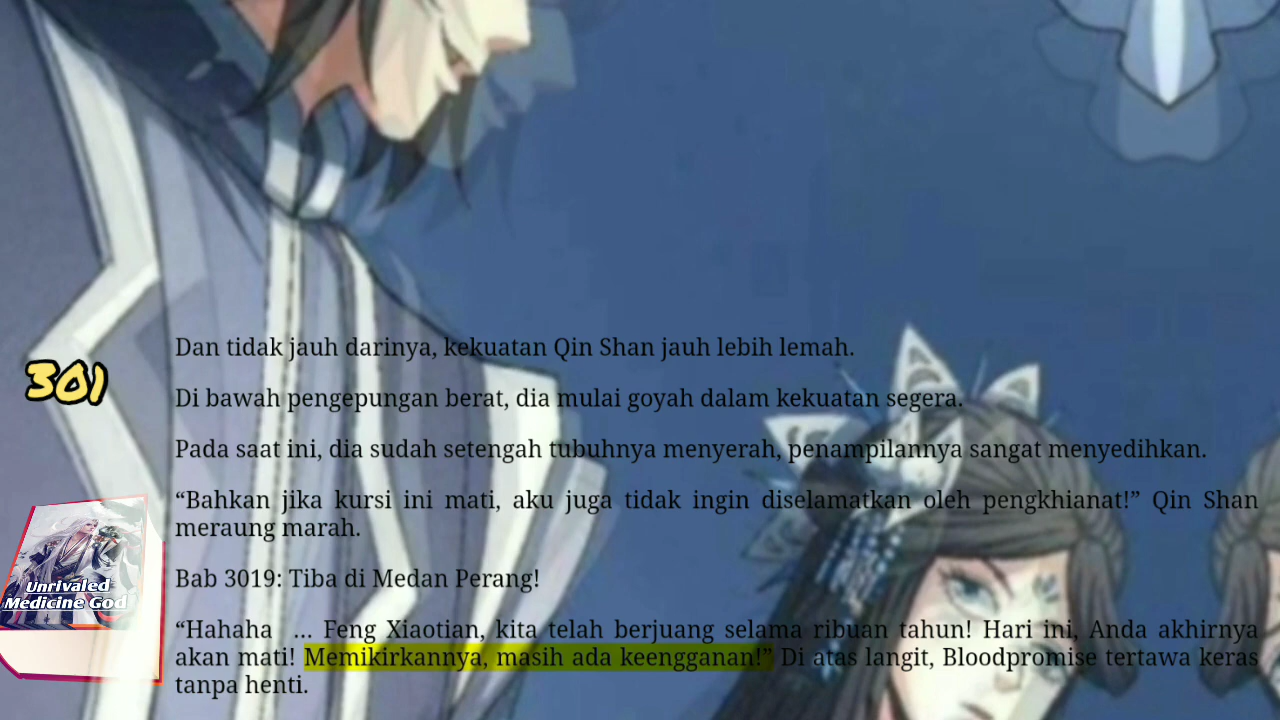 Dan tidak jauh darinya, kekuatan Qin Shan jauh lebih lemah.
301
Di bawah pengepungan berat, dia mulai goyah dalam kekuatan segera.
Pada saat ini, dia sudah setengah tubuhnya menyerah, penampilannya sangat menyedihkan.
“Bahkan jika kursi ini mati, aku juga tidak ingin diselamatkan oleh pengkhianat!” Qin Shan
meraung marah.
Bab 3019: Tiba di Medan Perang!
Unrivaled
Medicine God
“Hahaha … Feng Xiaotian, kita telah berjuang selama ribuan tahun! Hari ini, Anda akhirnya
akan mati! Memikirkannya, masih ada keengganan!” Di atas langit, Bloodpromise tertawa keras
tanpa henti.